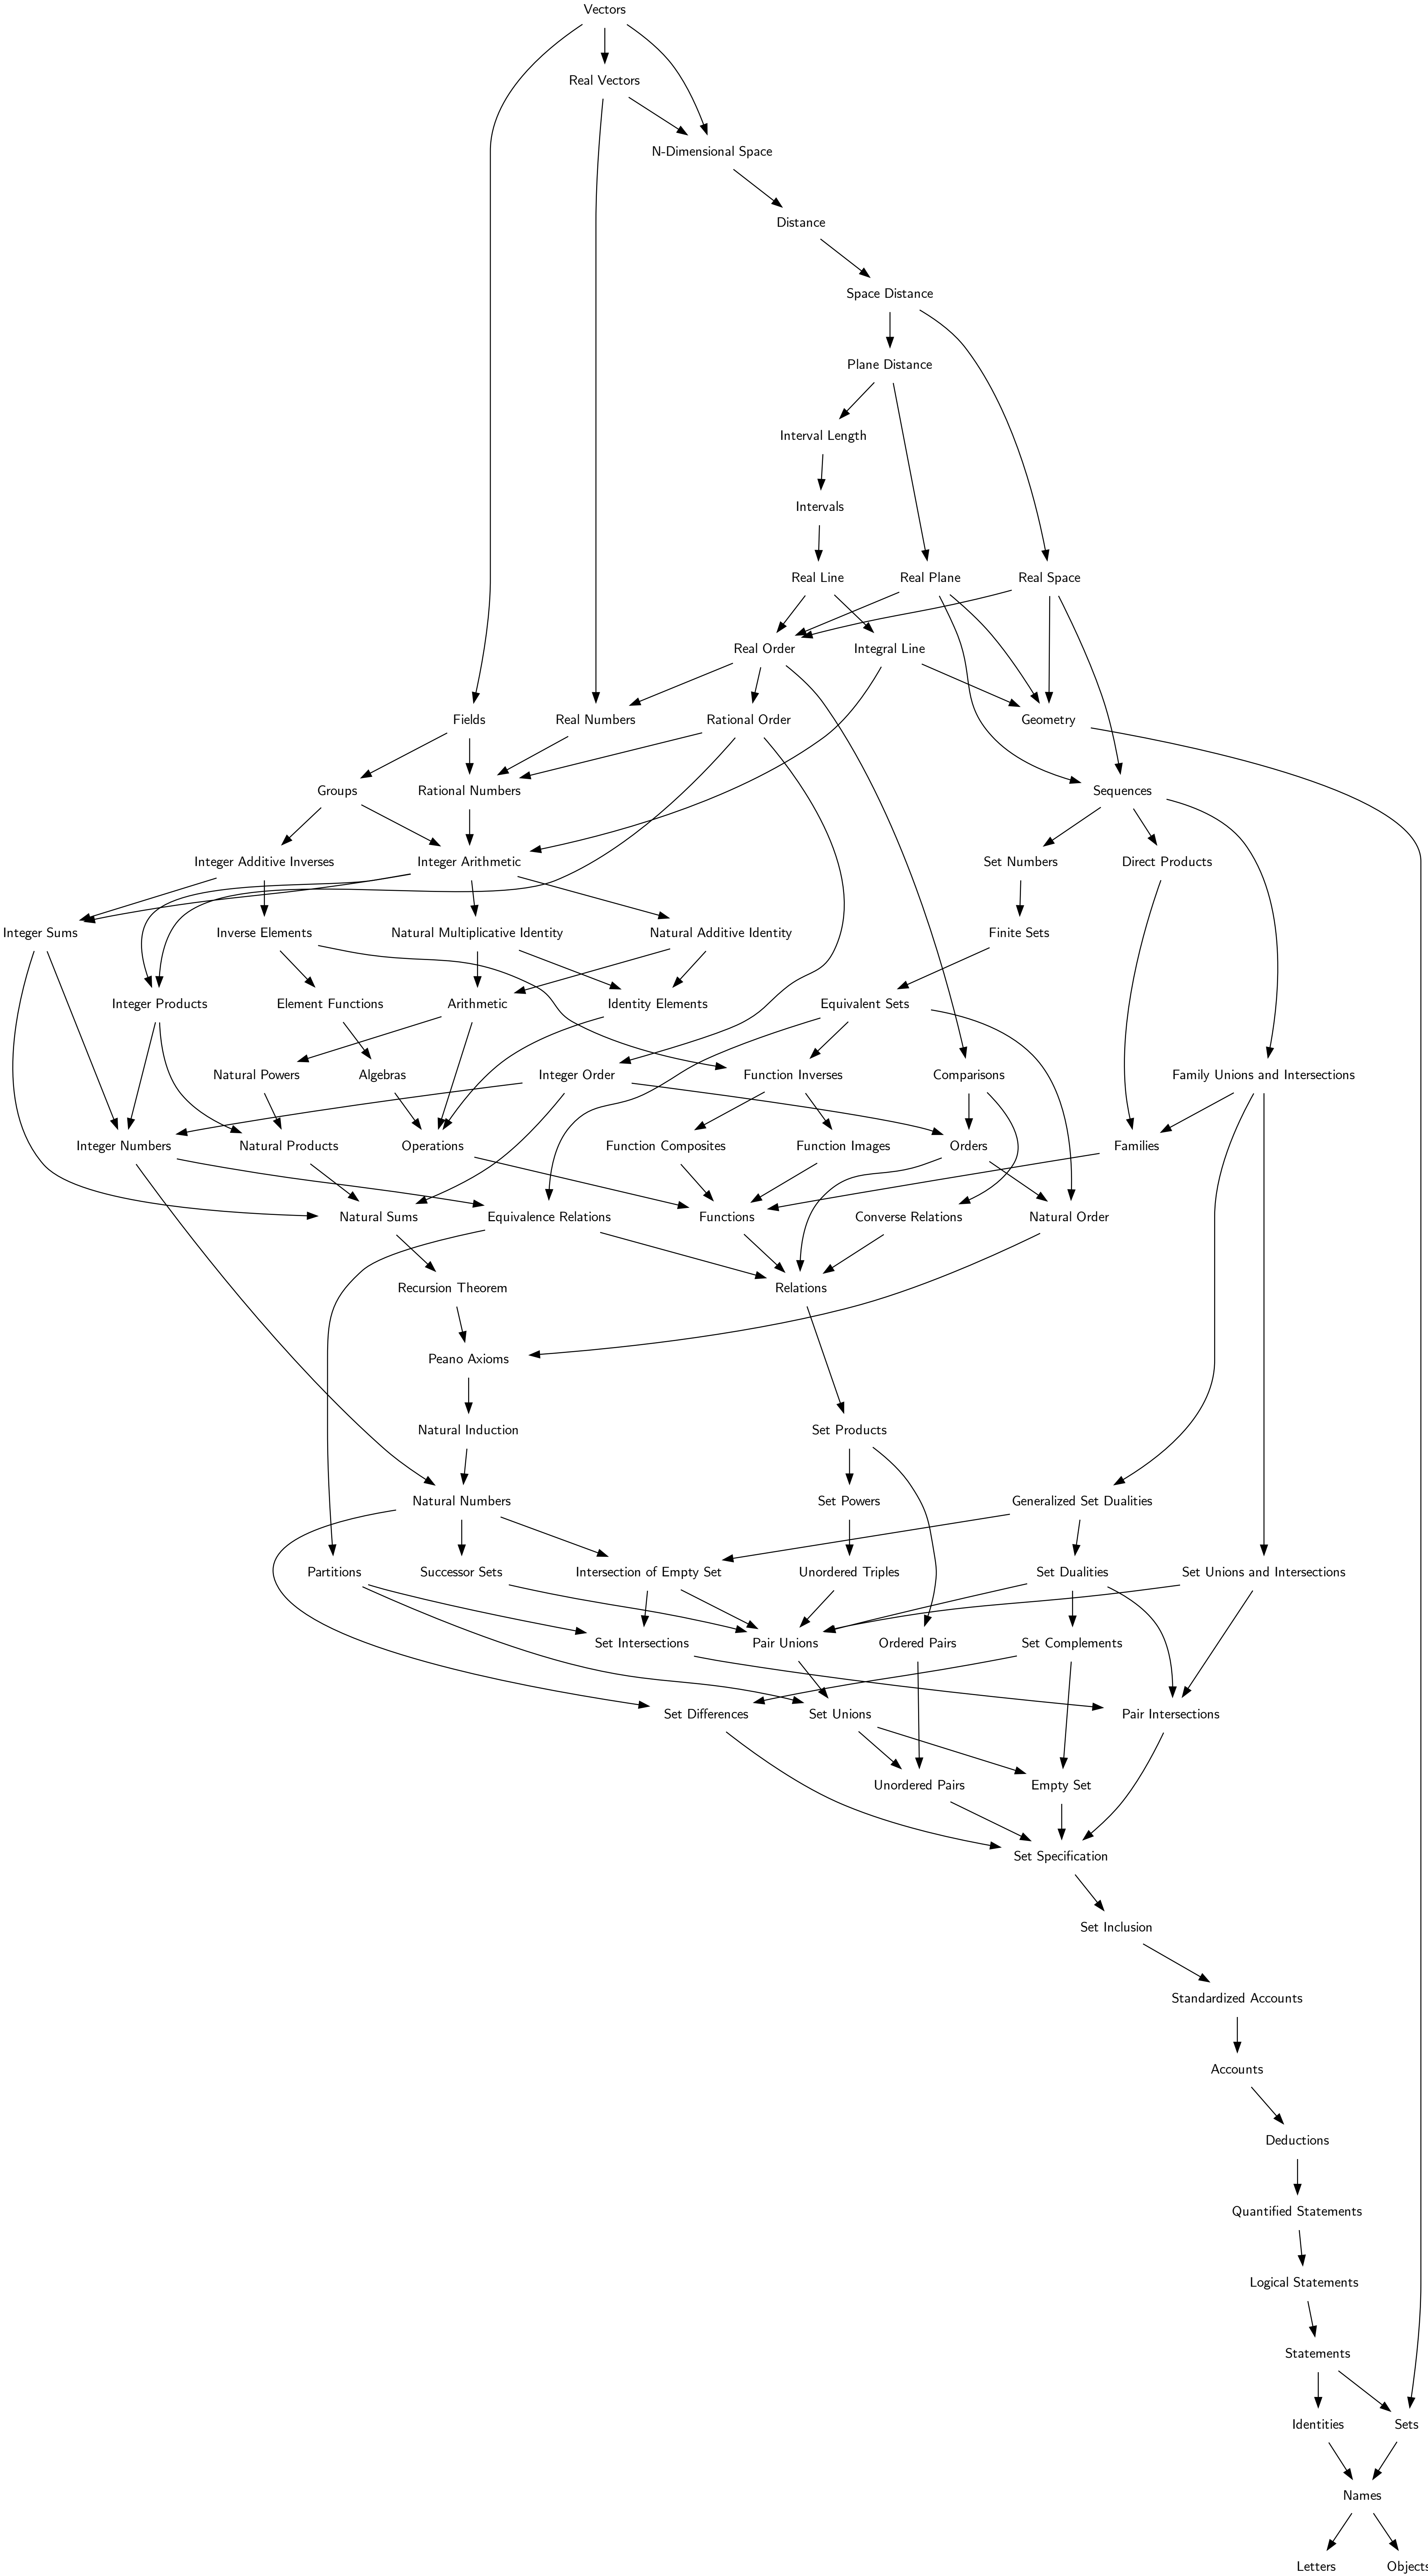 Vectors
Real Vectors
N-Dimensional Space
Distance
Space Distance
Plane Distance
Interval Length
Intervals
Real Line
Real Plane
Real Space
Real Order
Integral Line
Fields
Real Numbers
Rational Order
Geometry
Groups
Rational Numbers
Sequences
Integer Additive Inverses
Integer Arithmetic
Set Numbers
Direct Products
Integer Sums
Inverse Elements
Natural Multiplicative Identity
Natural Additive Identity
Finite Sets
Integer Products
Element Functions
Arithmetic
Identity Elements
Equivalent Sets
Natural Powers
Algebras
Integer Order
Function Inverses
Comparisons
Family Unions and Intersections
Integer Numbers
Natural Products
Operations
Function Composites
Function Images
Orders
Families
Natural Sums
Equivalence Relations
Functions
Converse Relations
Natural Order
Recursion Theorem
Relations
Peano Axioms
Natural Induction
Set Products
Natural Numbers
Set Powers
Generalized Set Dualities
Partitions
Successor Sets
Intersection of Empty Set
Unordered Triples
Set Dualities
Set Unions and Intersections
Set Intersections
Pair Unions
Ordered Pairs
Set Complements
Set Differences
Set Unions
Pair Intersections
Unordered Pairs
Empty Set
Set Specification
Set Inclusion
Standardized Accounts
Accounts
Deductions
Quantified Statements
Logical Statements
Statements
Identities
Sets
Names
Letters
Objects